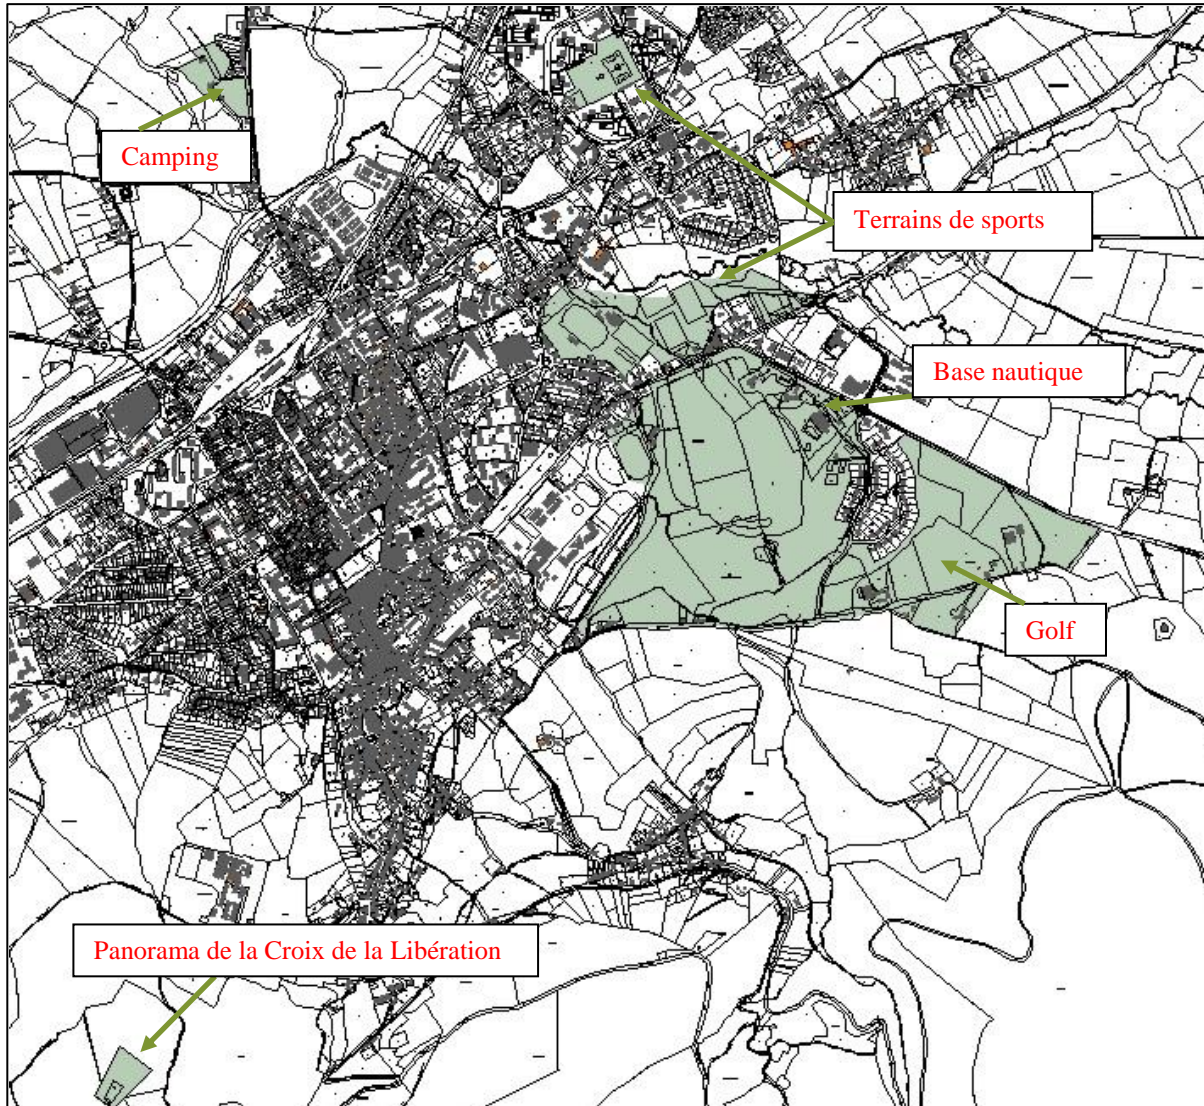 Camping
Terrains de sports
Base nautique
Golf
Panorama de la Croix de la Libération